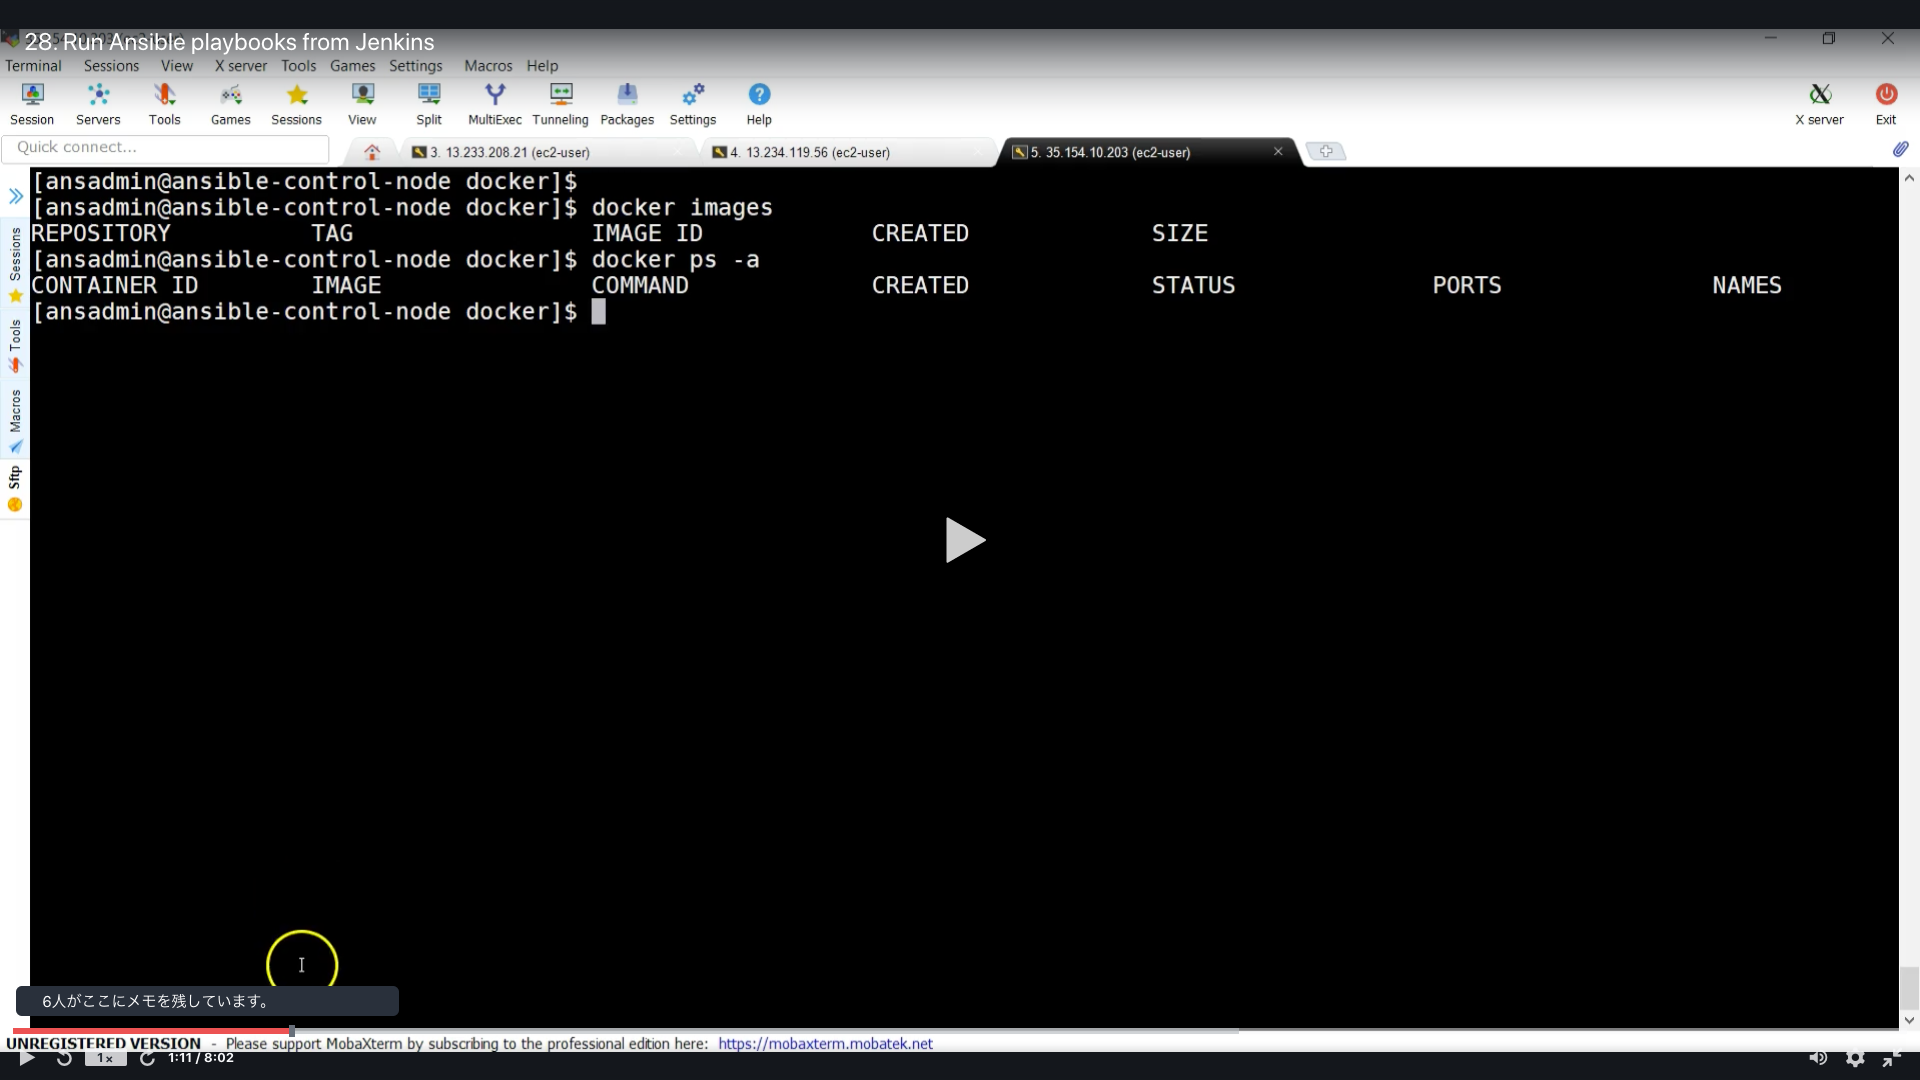 28. Run Ansible playbooks from Jenkins
Terminal Sessions View X server Tools Games Settings Macros Help
Session Servers Tools Games Sessions View Split MultiExec Tunneling Packages Settings Help X server Exit
Quick connect...
3. 13.233.208.21 (ec2-user)
4. 13.234.119.56 (ec2-user)
5. 35.154.10.203 (ec2-user)
[ansadmin@ansible-control-node docker]$
[ansadmin@ansible-control-node docker]$ docker images
REPOSITORY TAG IMAGE ID CREATED SIZE
[ansadmin@ansible-control-node docker]$ docker ps -a
CONTAINER ID IMAGE COMMAND CREATED STATUS PORTS NAMES
[ansadmin@ansible-control-node docker]$
Sessions
Tools
Macros
Sftp
6人がここにメモを残しています。
UNREGISTERED VERSION - Please support MobaXterm by subscribing to the professional edition here: https://mobaxterm.mobatek.net
1x 1:11 / 8:02